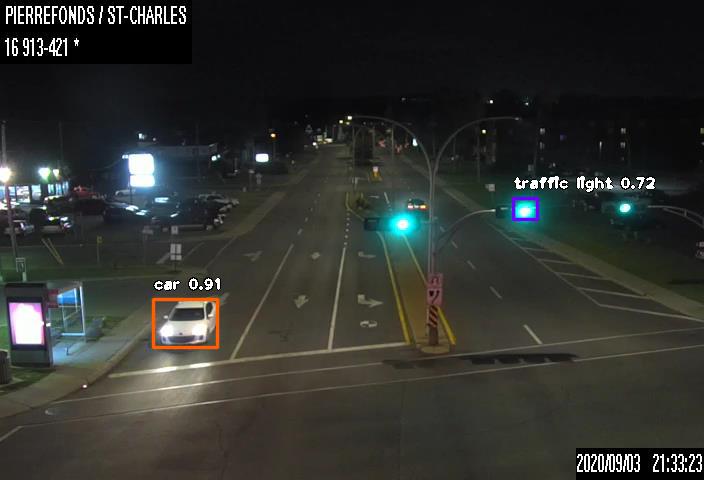 PIERREFONDS / ST-CHARLES
16 913-421 *
traffic light 0.72
car 0.91
2020/09/03 21:33:23